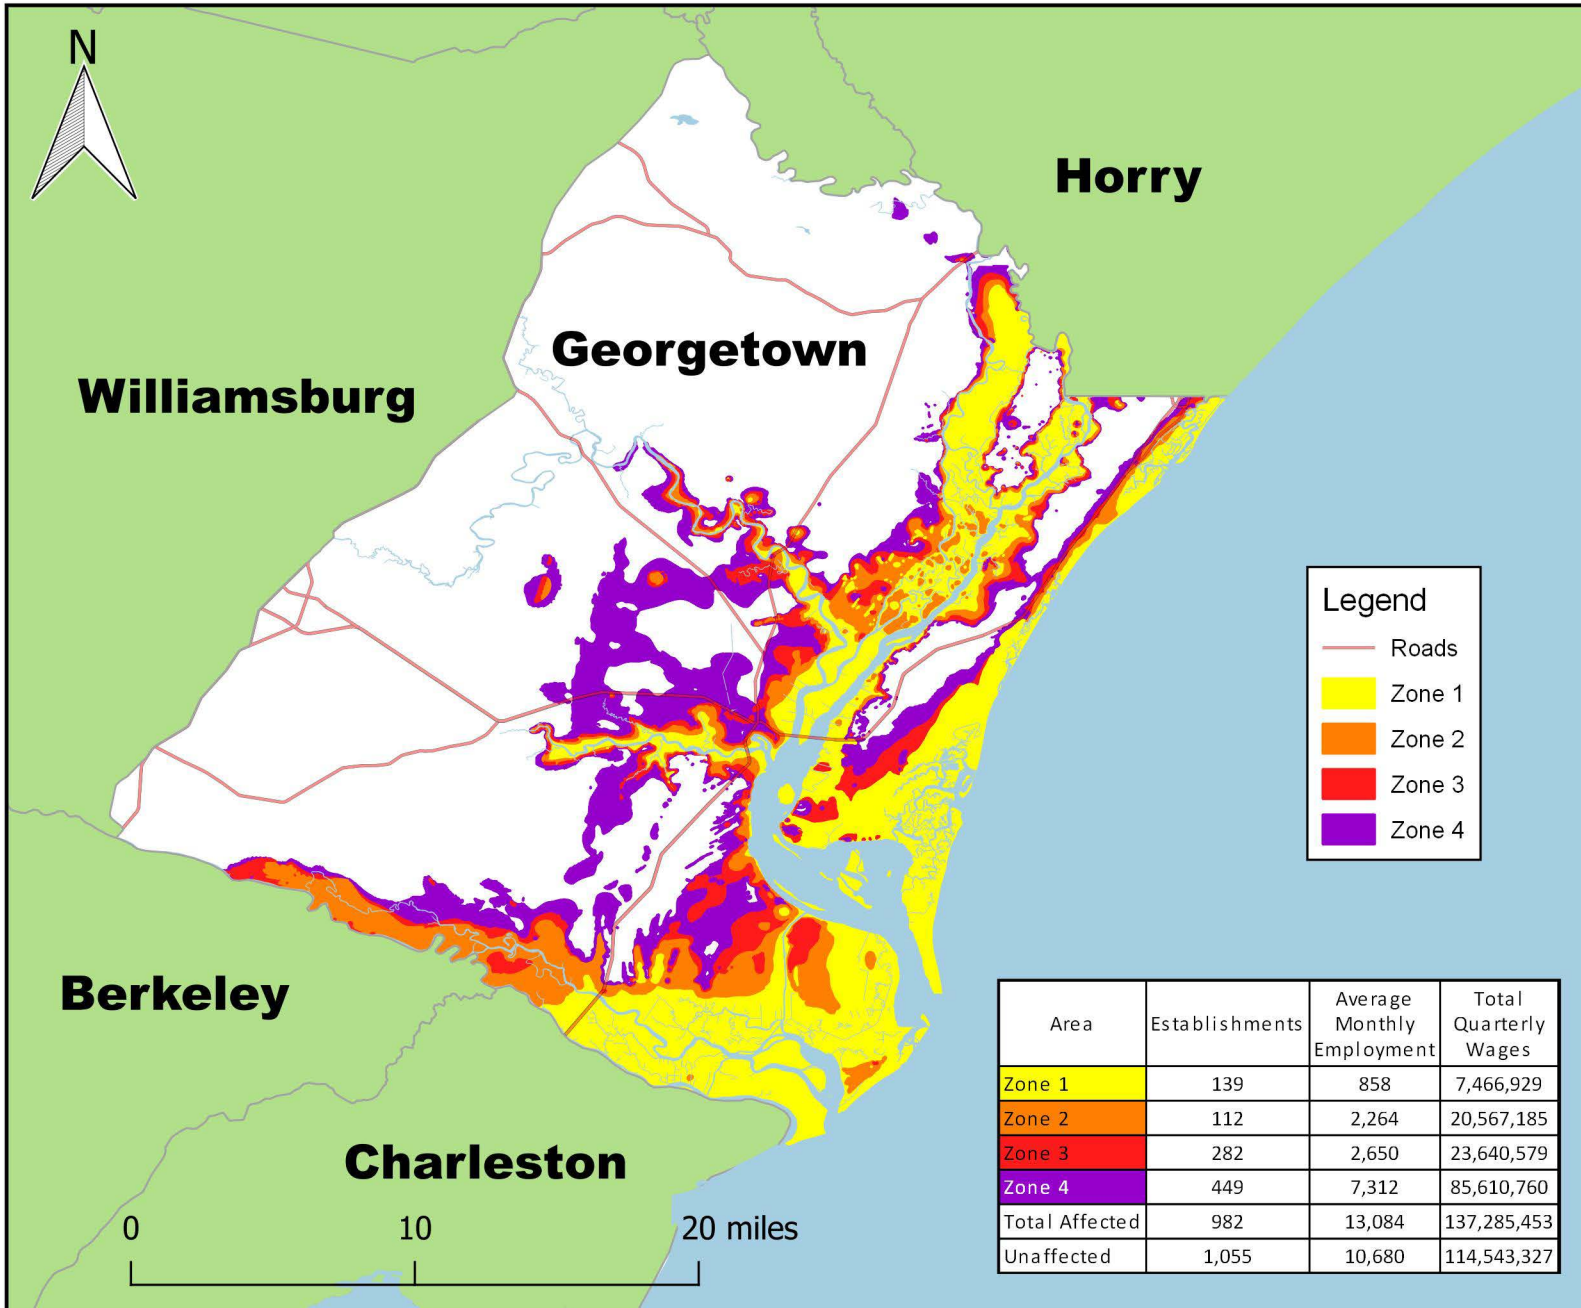 N
Horry
Georgetown
Williamsburg
Legend
Roads
Zone 1
Zone 2
Zone 3
Zone 4
Berkeley
Charleston
0 10 20 miles
Area Establishments Average Monthly Employment Total Quarterly Wages
Zone 1 139 858 7,466,929
Zone 2 112 2,264 20,567,185
Zone 3 282 2,650 23,640,579
Zone 4 449 7,312 85,610,760
Total Affected 982 13,084 137,285,453
Unaffected 1,055 10,680 114,543,327